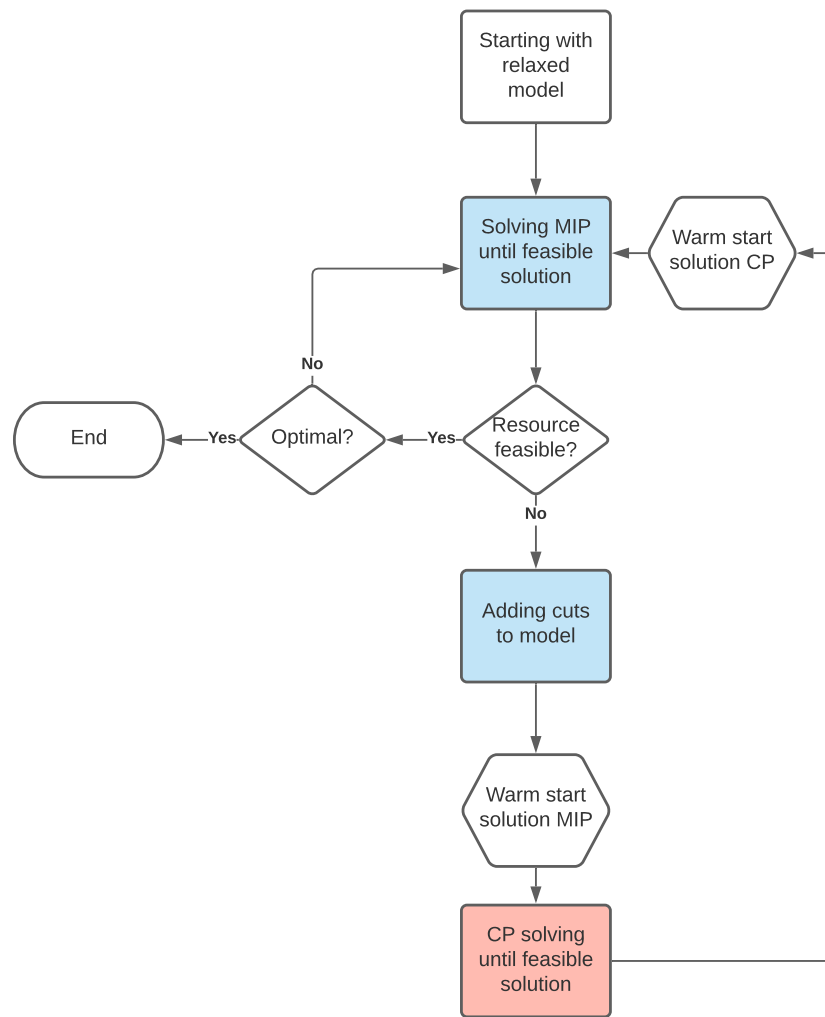 Starting with
relaxed
model
Solving MIP
until feasible
solution
Warm start
solution CP
No
End
Yes
Optimal?
Yes
Resource
feasible?
No
Adding cuts
to model
Warm start
solution MIP
CP solving
until feasible
solution